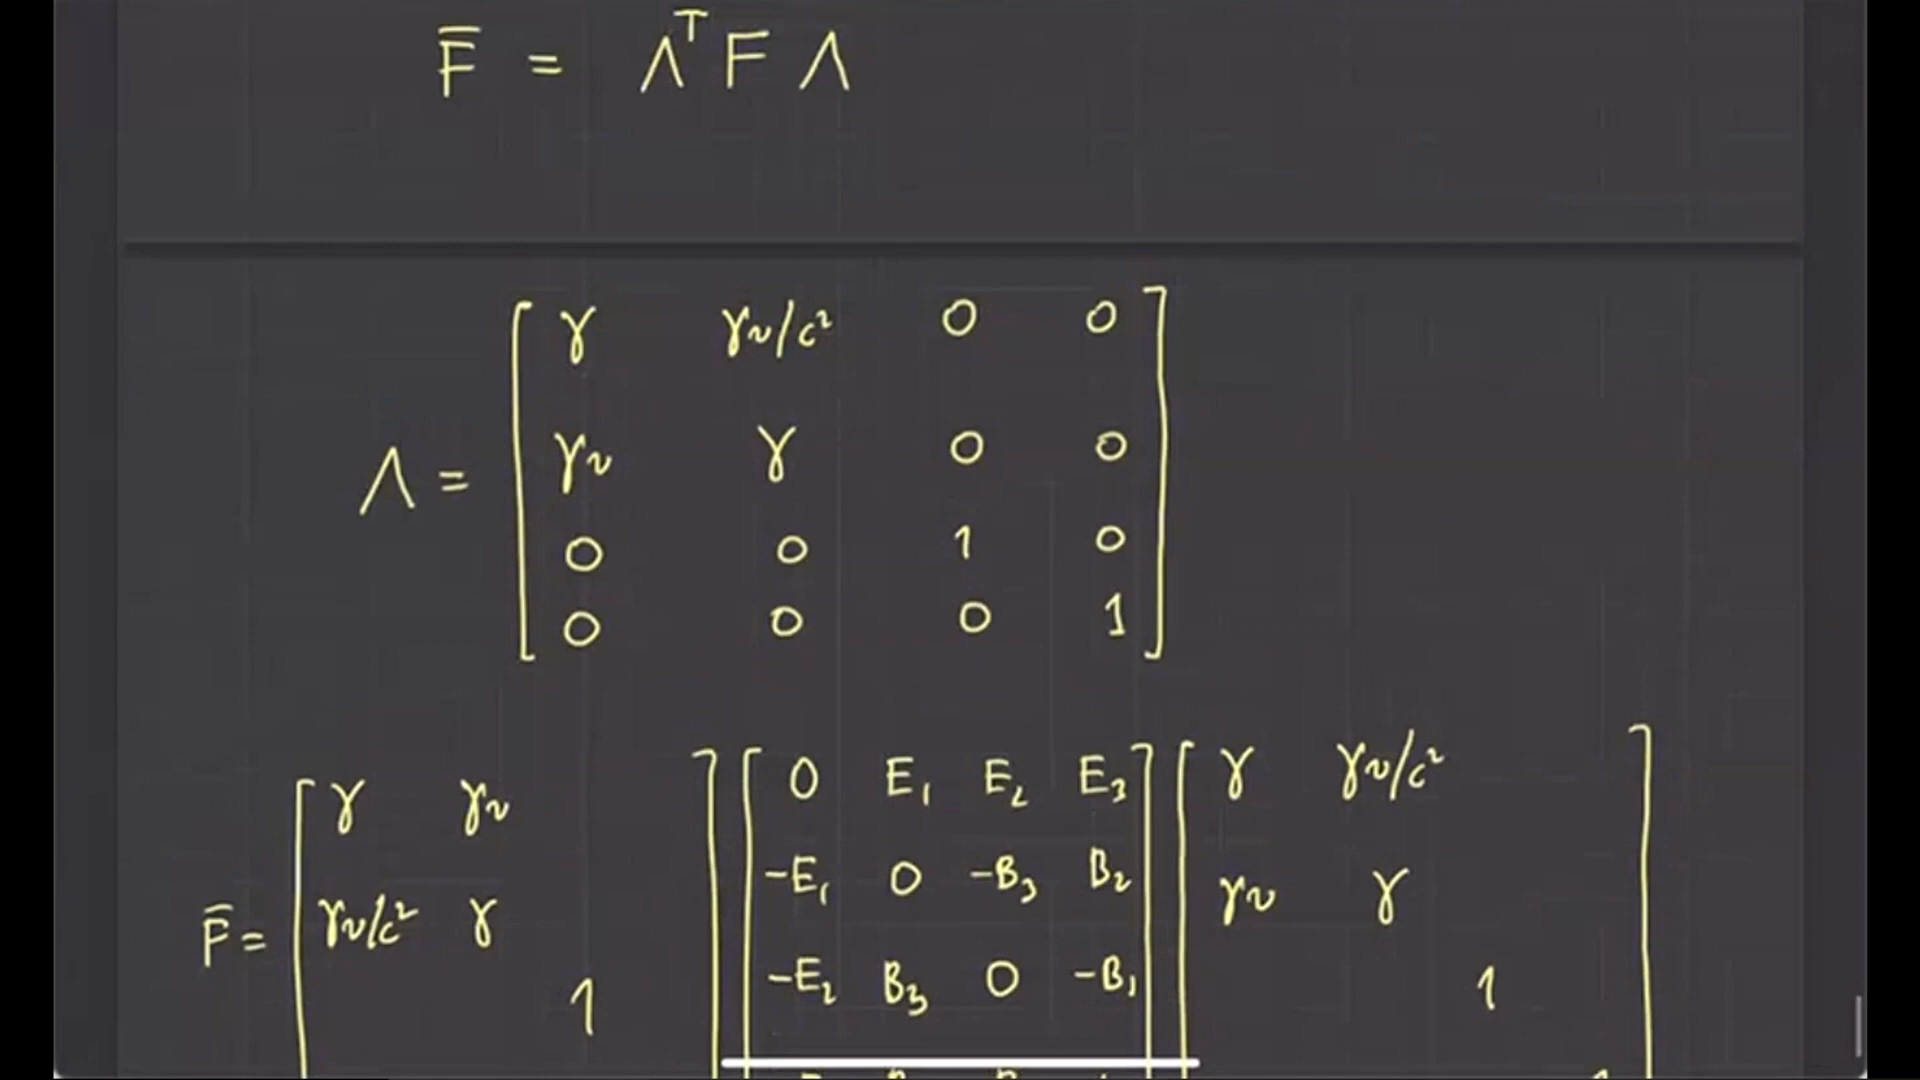 F̅ = Λᵀ F Λ
γ γv/c² 0 0
Λ = γv γ 0 0
0 0 1 0
0 0 0 1
γ γv 0 E₁ E₂ E₃ γ γv/c²
F̅ = γv/c² γ -E₁ 0 -B₃ B₂ γv γ
1 -E₂ B₃ 0 -B₁ 1